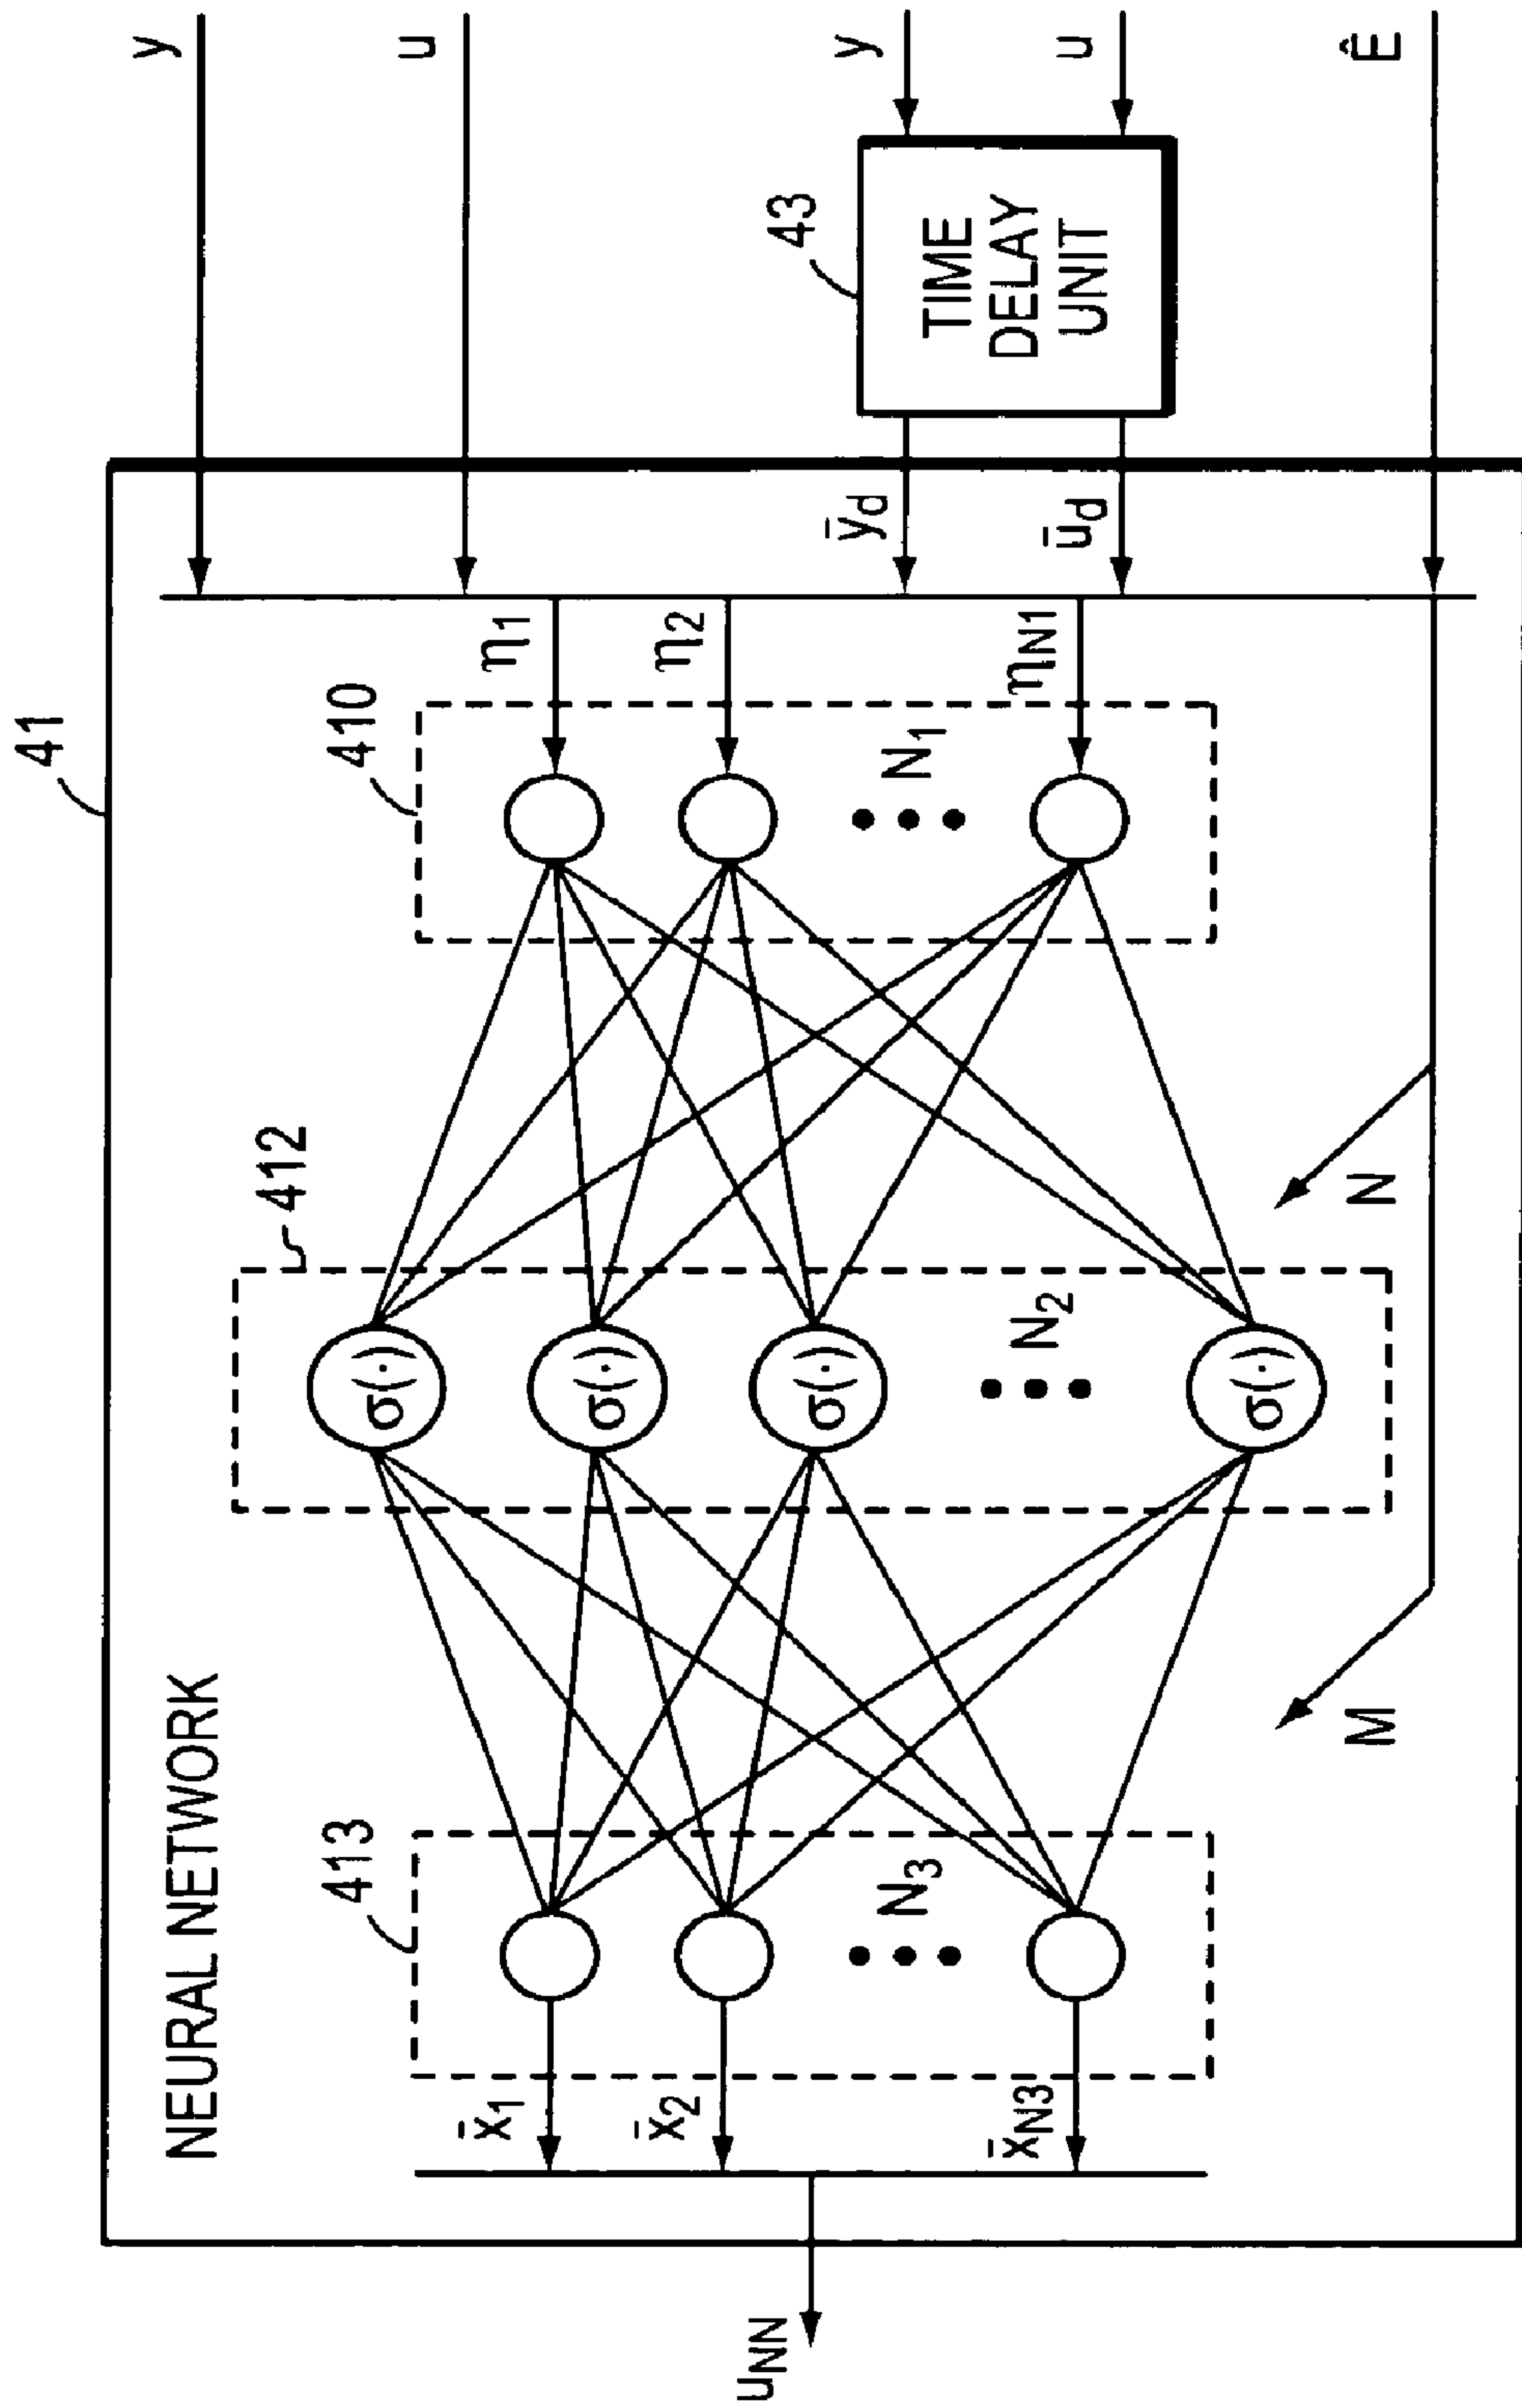 NEURAL NETWORK
41
y
u
y
u
Ê
43
TIME
DELAY
UNIT
ȳd
ūd
410
η1
η2
ηN1
N1
412
σ(·)
σ(·)
σ(·)
N2
σ(·)
N
M
413
N3
x̄1
x̄2
x̄N3
uNN